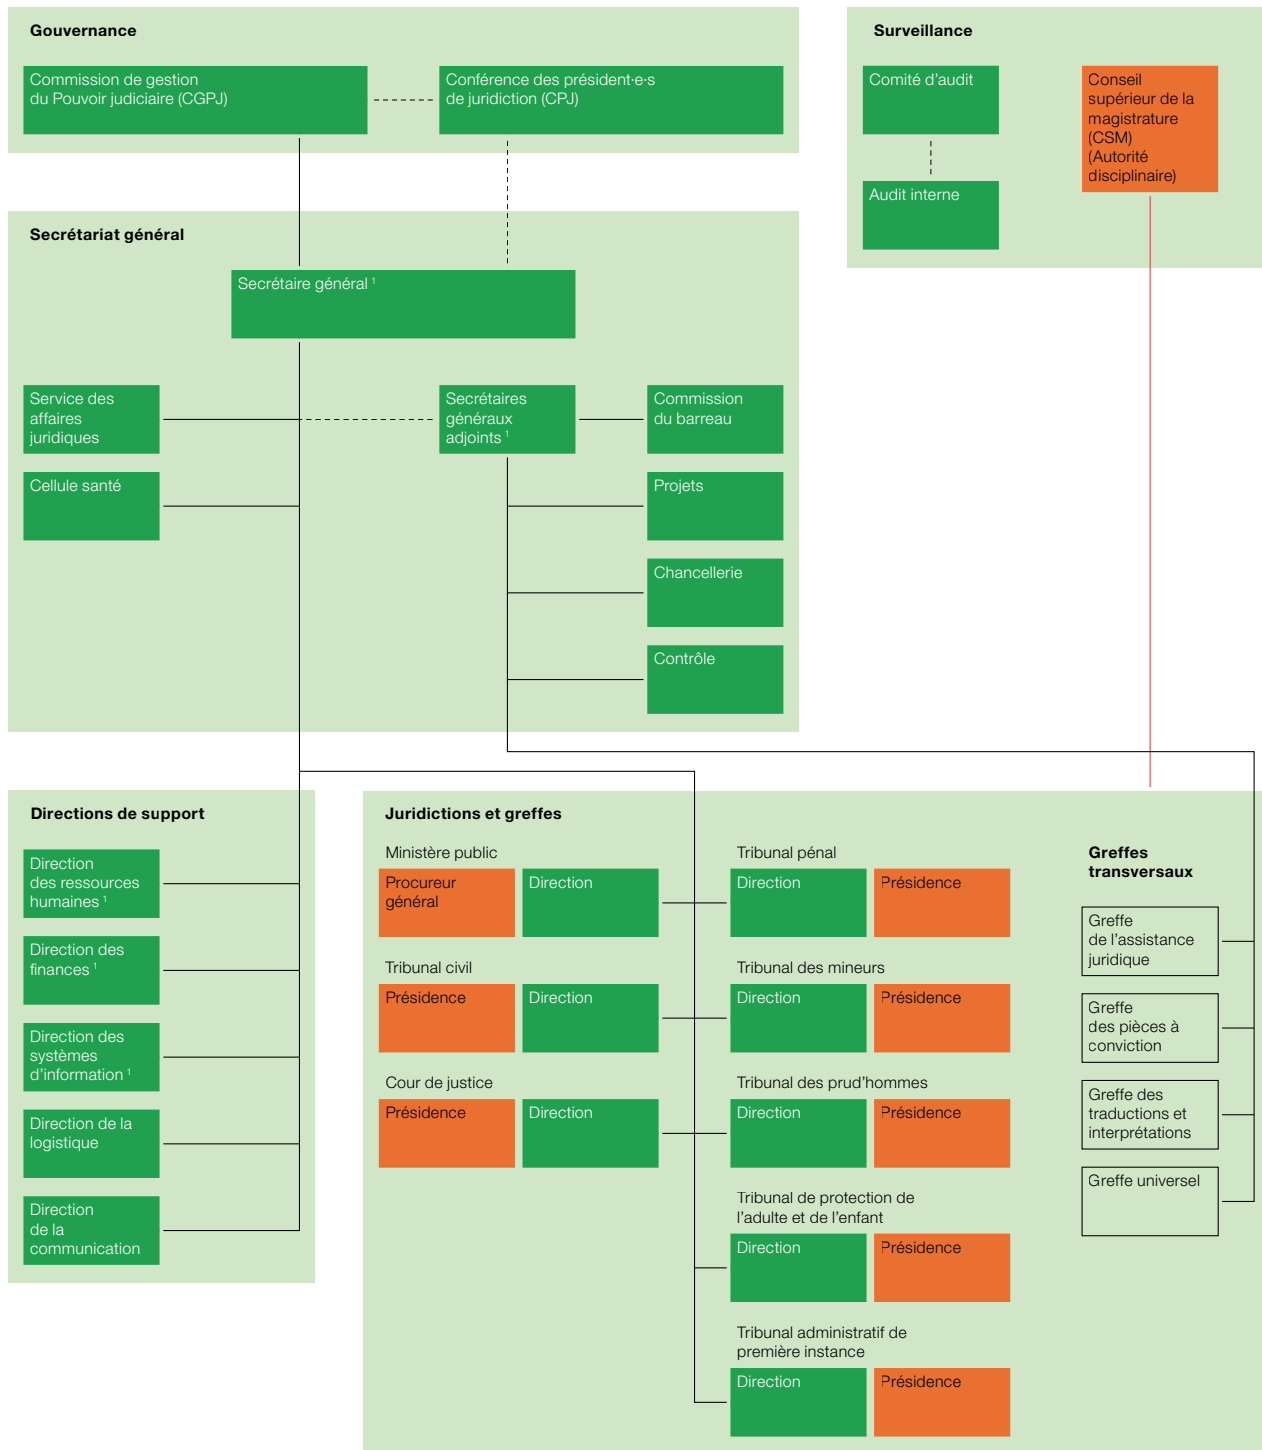 Gouvernance
Commission de gestion
du Pouvoir judiciaire (CGPJ)
Conférence des président·e·s
de juridiction (CPJ)
Surveillance
Comité d'audit
Audit interne
Conseil
supérieur de la
magistrature
(CSM)
(Autorité
disciplinaire)
Secrétariat général
Secrétaire général ¹
Service des
affaires
juridiques
Cellule santé
Secrétaires
généraux
adjoints ¹
Commission
du barreau
Projets
Chancellerie
Contrôle
Directions de support
Direction
des ressources
humaines ¹
Direction des
finances ¹
Direction des
systèmes
d'information ¹
Direction de la
logistique
Direction
de la
communication
Juridictions et greffes
Ministère public
Procureur
général
Direction
Tribunal civil
Présidence
Direction
Cour de justice
Présidence
Direction
Tribunal pénal
Direction
Présidence
Tribunal des mineurs
Direction
Présidence
Tribunal des prud'hommes
Direction
Présidence
Tribunal de protection de
l'adulte et de l'enfant
Direction
Présidence
Tribunal administratif de
première instance
Direction
Présidence
Greffes
transversaux
Greffe
de l'assistance
juridique
Greffe
des pièces à
conviction
Greffe des
traductions et
interprétations
Greffe universel